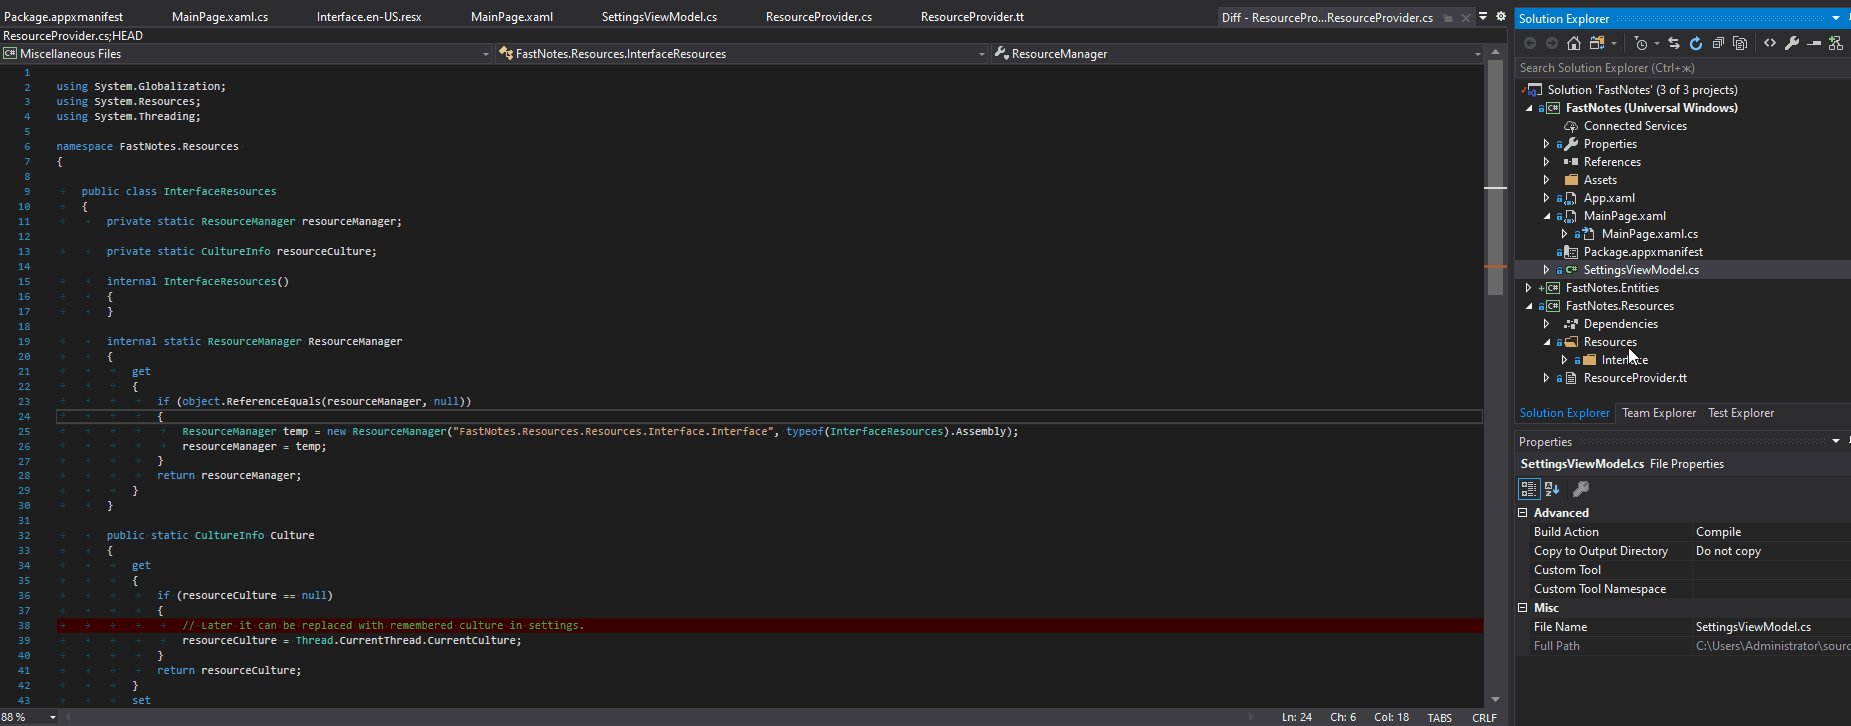 Package.appxmanifest MainPage.xaml.cs Interface.en-US.resx MainPage.xaml SettingsViewModel.cs ResourceProvider.cs ResourceProvider.tt Diff - ResourcePro...ResourceProvider.cs
ResourceProvider.cs;HEAD
C# Miscellaneous Files FastNotes.Resources.InterfaceResources ResourceManager
1
2 using System.Globalization;
3 using System.Resources;
4 using System.Threading;
5
6 namespace FastNotes.Resources
7 {
8
9 public class InterfaceResources
10 {
11 private static ResourceManager resourceManager;
12
13 private static CultureInfo resourceCulture;
14
15 internal InterfaceResources()
16 {
17 }
18
19 internal static ResourceManager ResourceManager
20 {
21 get
22 {
23 if (object.ReferenceEquals(resourceManager, null))
24 {
25 ResourceManager temp = new ResourceManager("FastNotes.Resources.Resources.Interface.Interface", typeof(InterfaceResources).Assembly);
26 resourceManager = temp;
27 }
28 return resourceManager;
29 }
30 }
31
32 public static CultureInfo Culture
33 {
34 get
35 {
36 if (resourceCulture == null)
37 {
38 // Later it can be replaced with remembered culture in settings.
39 resourceCulture = Thread.CurrentThread.CurrentCulture;
40 }
41 return resourceCulture;
42 }
43 set
88 % Ln: 24 Ch: 6 Col: 18 TABS CRLF
Solution Explorer
Search Solution Explorer (Ctrl+ж)
Solution 'FastNotes' (3 of 3 projects)
C# FastNotes (Universal Windows)
Connected Services
Properties
References
Assets
App.xaml
MainPage.xaml
MainPage.xaml.cs
Package.appxmanifest
C# SettingsViewModel.cs
C# FastNotes.Entities
C# FastNotes.Resources
Dependencies
Resources
Interface
ResourceProvider.tt
Solution Explorer Team Explorer Test Explorer
Properties
SettingsViewModel.cs File Properties
Advanced
Build Action Compile
Copy to Output Directory Do not copy
Custom Tool
Custom Tool Namespace
Misc
File Name SettingsViewModel.cs
Full Path C:\Users\Administrator\sourc